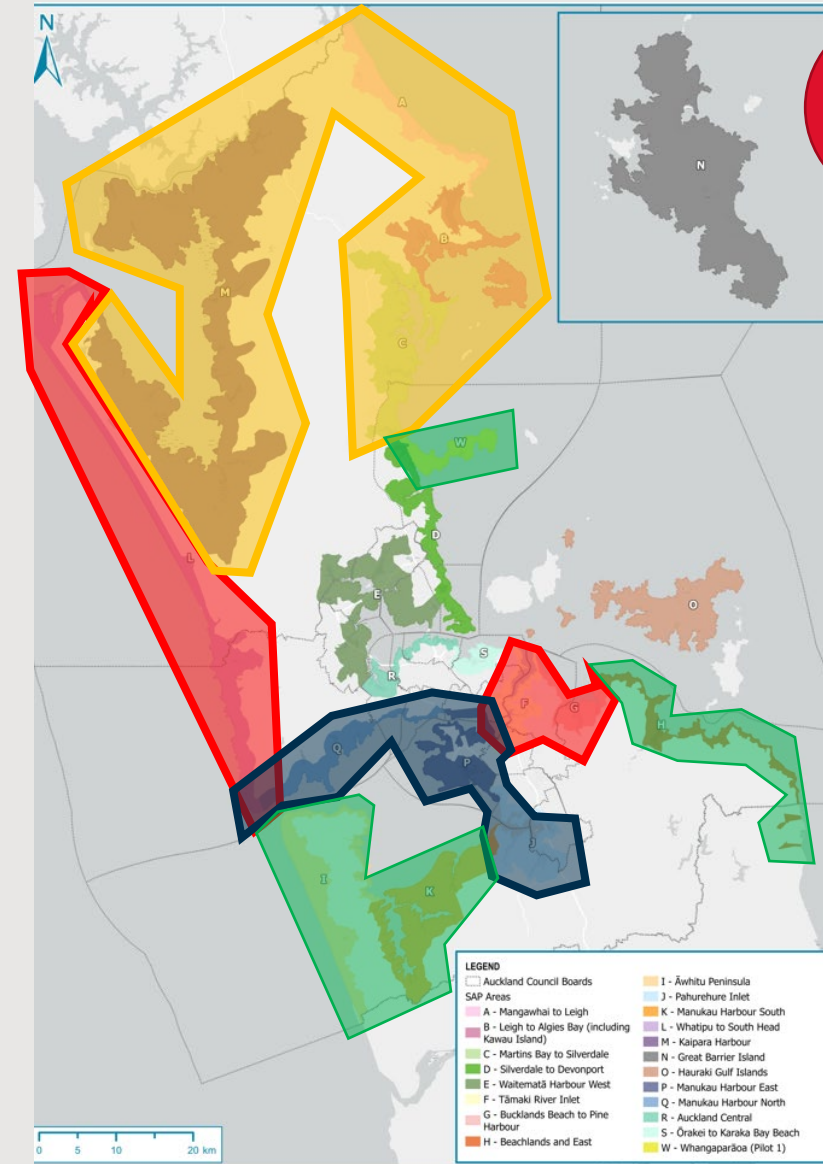 N
A
N
B
M
C
W
L
D
E
O
S
R
F
G
H
Q
P
J
I
K
LEGEND
Auckland Council Boards
SAP Areas
A - Mangawhai to Leigh
B - Leigh to Algies Bay (including
Kawau Island)
C - Martins Bay to Silverdale
D - Silverdale to Devonport
E - Waitematā Harbour West
F - Tāmaki River Inlet
G - Bucklands Beach to Pine
Harbour
H - Beachlands and East
I - Āwhitu Peninsula
J - Pahurehure Inlet
K - Manukau Harbour South
L - Whatipu to South Head
M - Kaipara Harbour
N - Great Barrier Island
O - Hauraki Gulf Islands
P - Manukau Harbour East
Q - Manukau Harbour North
R - Auckland Central
S - Ōrakei to Karaka Bay Beach
W - Whangaparāoa (Pilot 1)
0 5 10 20 km